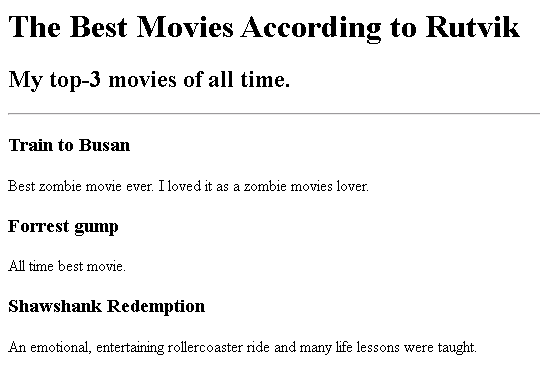 The Best Movies According to Rutvik
My top-3 movies of all time.
Train to Busan
Best zombie movie ever. I loved it as a zombie movies lover.
Forrest gump
All time best movie.
Shawshank Redemption
An emotional, entertaining rollercoaster ride and many life lessons were taught.